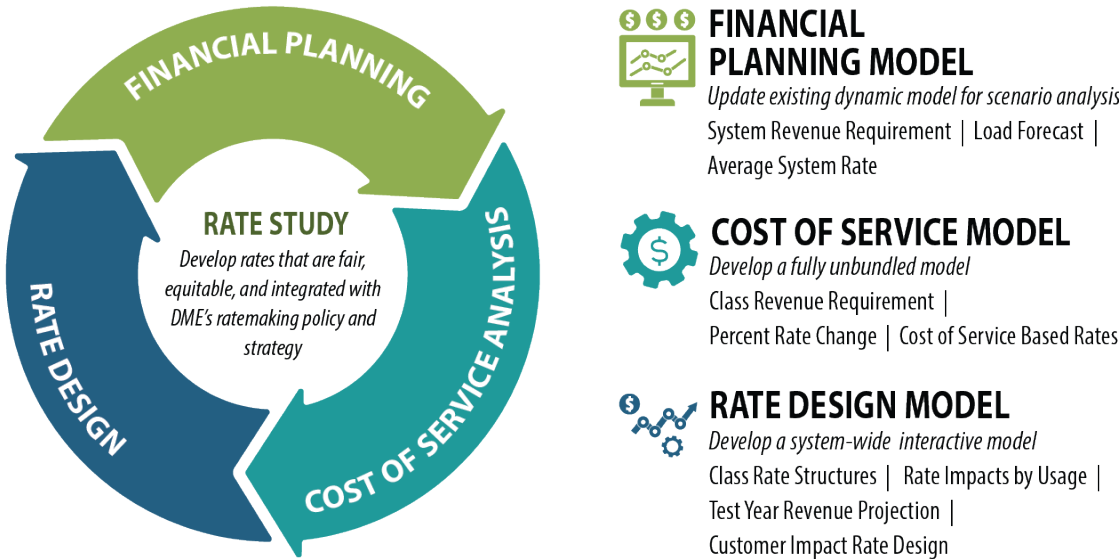 FINANCIAL PLANNING
COST OF SERVICE ANALYSIS
RATE DESIGN
RATE STUDY
Develop rates that are fair,
equitable, and integrated with
DME's ratemaking policy and
strategy
$ $ $
FINANCIAL
PLANNING MODEL
Update existing dynamic model for scenario analysis
System Revenue Requirement | Load Forecast |
Average System Rate
$
COST OF SERVICE MODEL
Develop a fully unbundled model
Class Revenue Requirement |
Percent Rate Change | Cost of Service Based Rates
$
RATE DESIGN MODEL
Develop a system-wide interactive model
Class Rate Structures | Rate Impacts by Usage |
Test Year Revenue Projection |
Customer Impact Rate Design